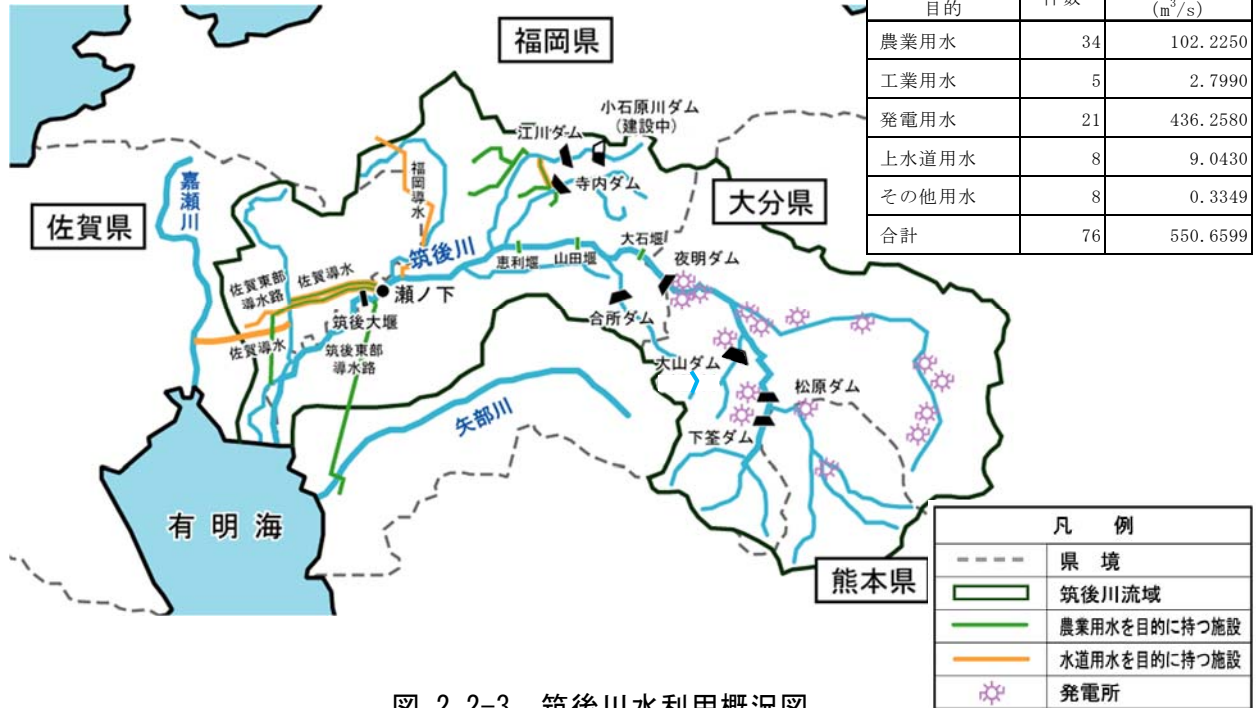 福岡県
目的
(m³/s)
農業用水 34 102.2250
工業用水 5 2.7990
発電用水 21 436.2580
上水道用水 8 9.0430
その他用水 8 0.3349
合計 76 550.6599
小石原川ダム
(建設中)
江川ダム
寺内ダム
福岡導水
嘉瀬川
佐賀県
大分県
筑後川
恵利堰
山田堰
大石堰
夜明ダム
佐賀東部
導水路
佐賀導水
瀬ノ下
筑後大堰
合所ダム
佐賀導水
筑後東部
導水路
大山ダム
松原ダム
矢部川
下筌ダム
有明海
熊本県
凡 例
県 境
筑後川流域
農業用水を目的に持つ施設
水道用水を目的に持つ施設
発電所
図 2.2-3 筑後川水利用概況図